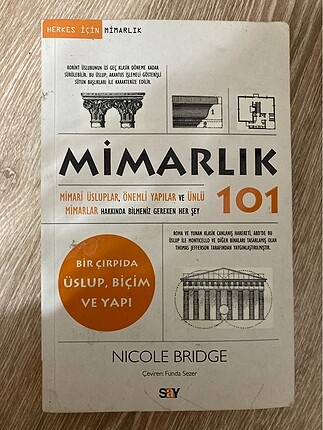 HERKES İÇİN MİMARLIK
KORİNT ÜSLUBUNUN İZİ GEÇ KLASİK DÖNEME KADAR
SÜRÜLEBİLİR. BU ÜSLUP, AKANTUS İŞLEMELİ GÖSTERİŞLİ
SÜTUN BAŞLIKLARI İLE KARAKTERİZE EDİLİR.
MİMARLIK
MİMARİ ÜSLUPLAR, ÖNEMLİ YAPILAR VE ÜNLÜ
MİMARLAR HAKKINDA BİLMENİZ GEREKEN HER ŞEY
101
ROMA VE YUNAN KLASİK CANLANIŞ HAREKETİ, ABD'DE BU
ÜSLUP İLE MONTICELLO VE DİĞER BİNALARI TASARLAMIŞ OLAN
THOMAS JEFFERSON TARAFINDAN YAYGINLAŞTIRILMIŞTIR.
BİR ÇIRPIDA
ÜSLUP, BİÇİM
VE YAPI
NICOLE BRIDGE
Çeviren: Funda Sezer
say